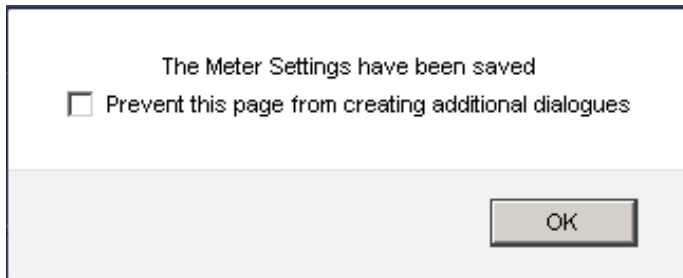 The Meter Settings have been saved
Prevent this page from creating additional dialogues
OK